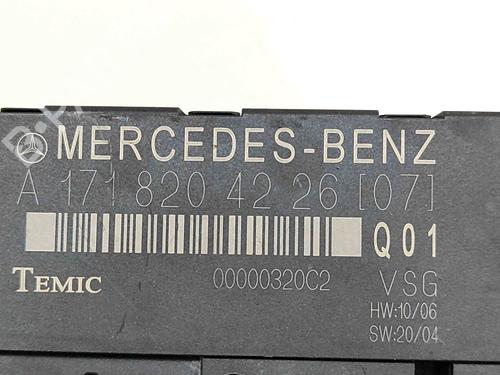 MERCEDES-BENZ
A 171 820 42 26 [07]
Q01
TEMIC 00000320C2 VSG
HW:10/06
SW:20/04